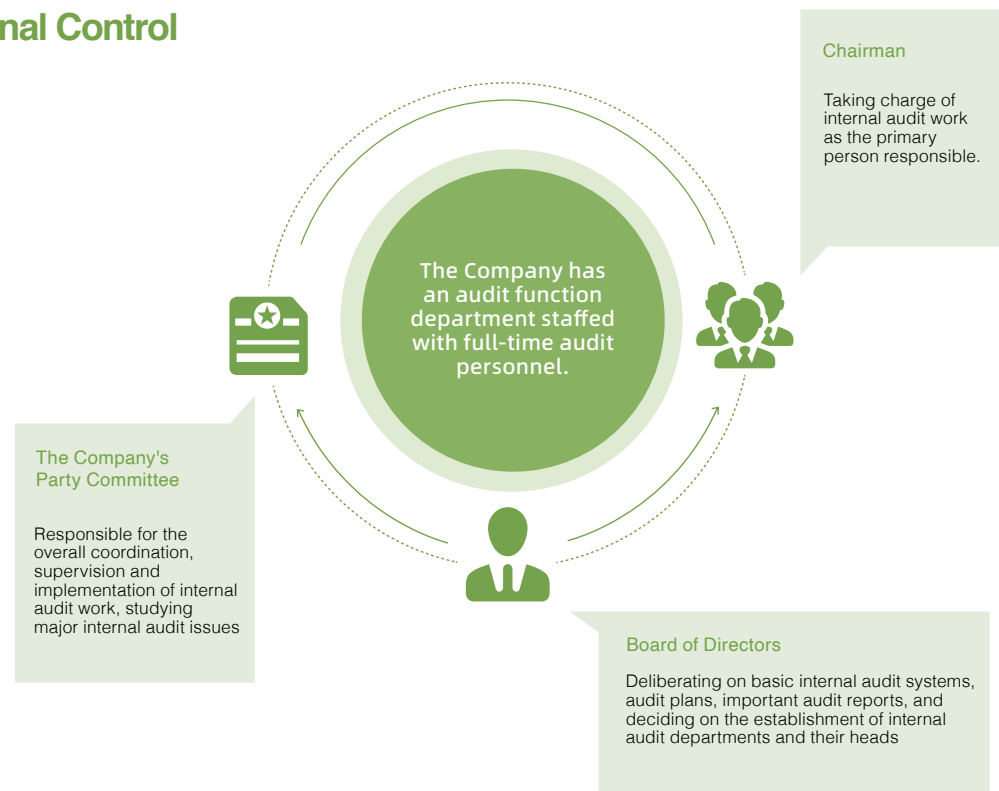 nal Control
Chairman
Taking charge of
internal audit work
as the primary
person responsible.
The Company has
an audit function
department staffed
with full-time audit
personnel.
The Company's
Party Committee
Responsible for the
overall coordination,
supervision and
implementation of internal
audit work, studying
major internal audit issues
Board of Directors
Deliberating on basic internal audit systems,
audit plans, important audit reports, and
deciding on the establishment of internal
audit departments and their heads